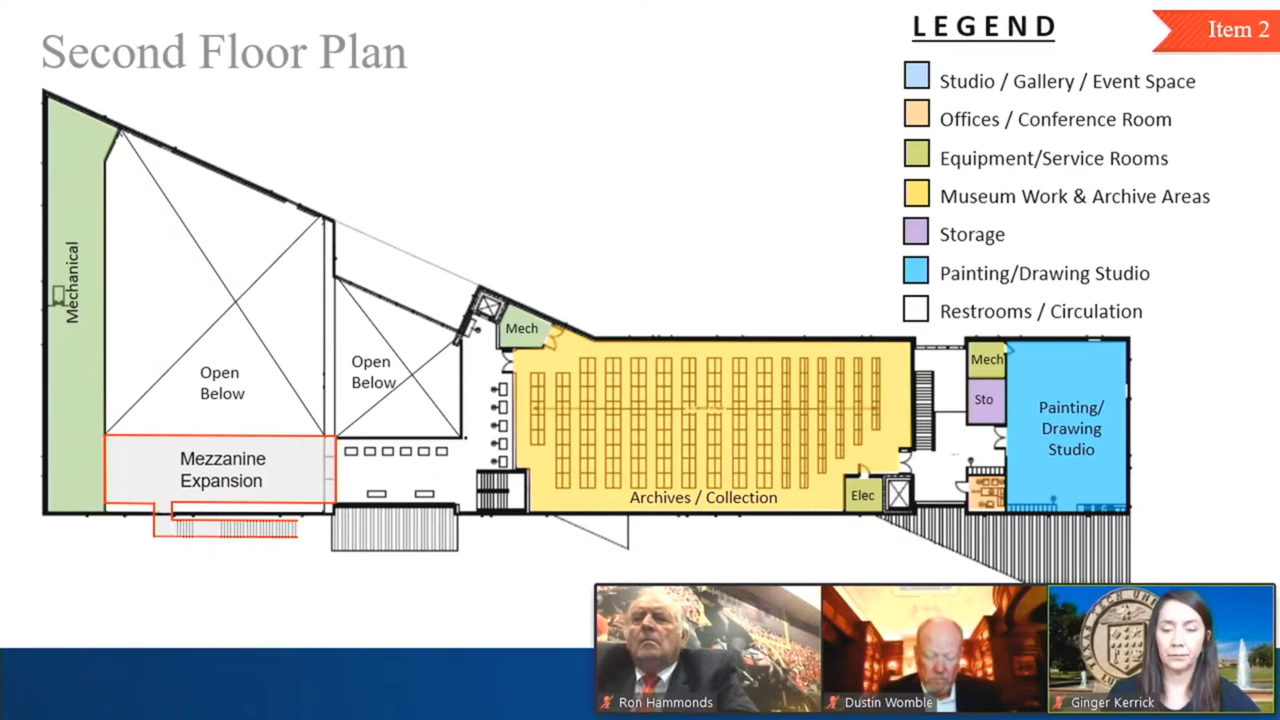 Second Floor Plan
LEGEND
Item 2
Studio / Gallery / Event Space
Offices / Conference Room
Equipment/Service Rooms
Museum Work & Archive Areas
Storage
Painting/Drawing Studio
Restrooms / Circulation
Mechanical
Open
Below
Open
Below
Mech
Mech
Sto
Painting/
Drawing
Studio
Mezzanine
Expansion
Archives / Collection
Elec
Ron Hammonds
Dustin Womble
Ginger Kerrick